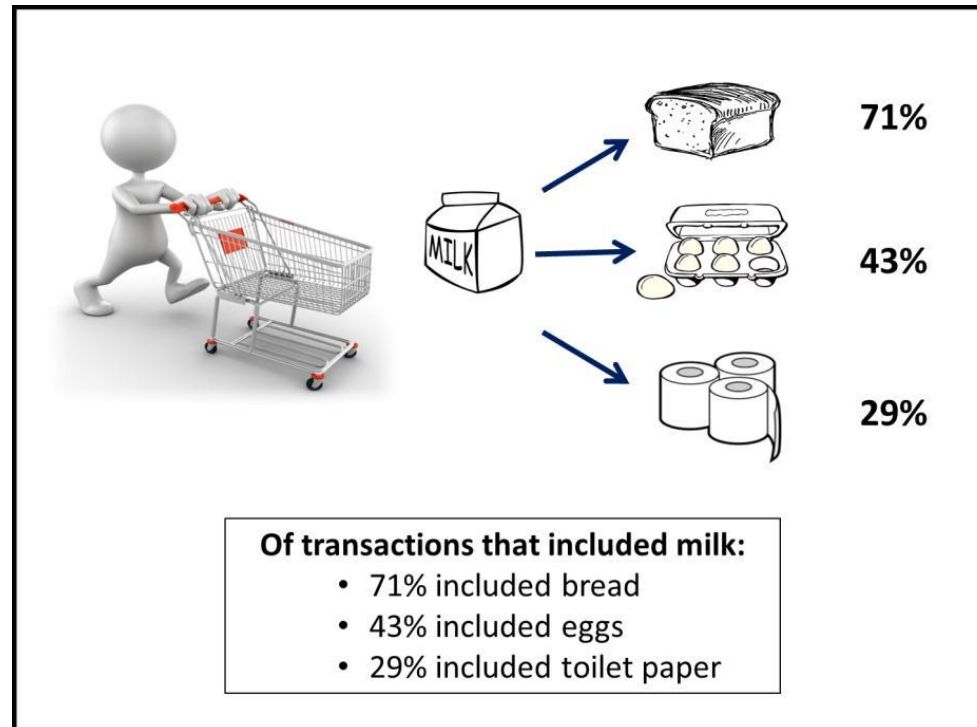 71%
MILK
43%
29%
Of transactions that included milk:
• 71% included bread
• 43% included eggs
• 29% included toilet paper